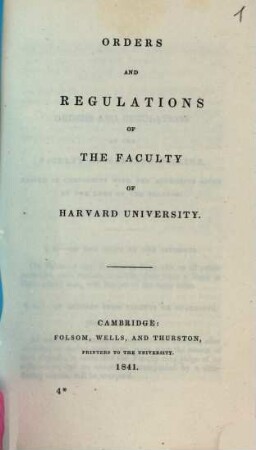 1
ORDERS
AND
REGULATIONS
OF
THE FACULTY
OF
HARVARD UNIVERSITY.
CAMBRIDGE:
FOLSOM, WELLS, AND THURSTON,
PRINTERS TO THE UNIVERSITY.
1841.
4*